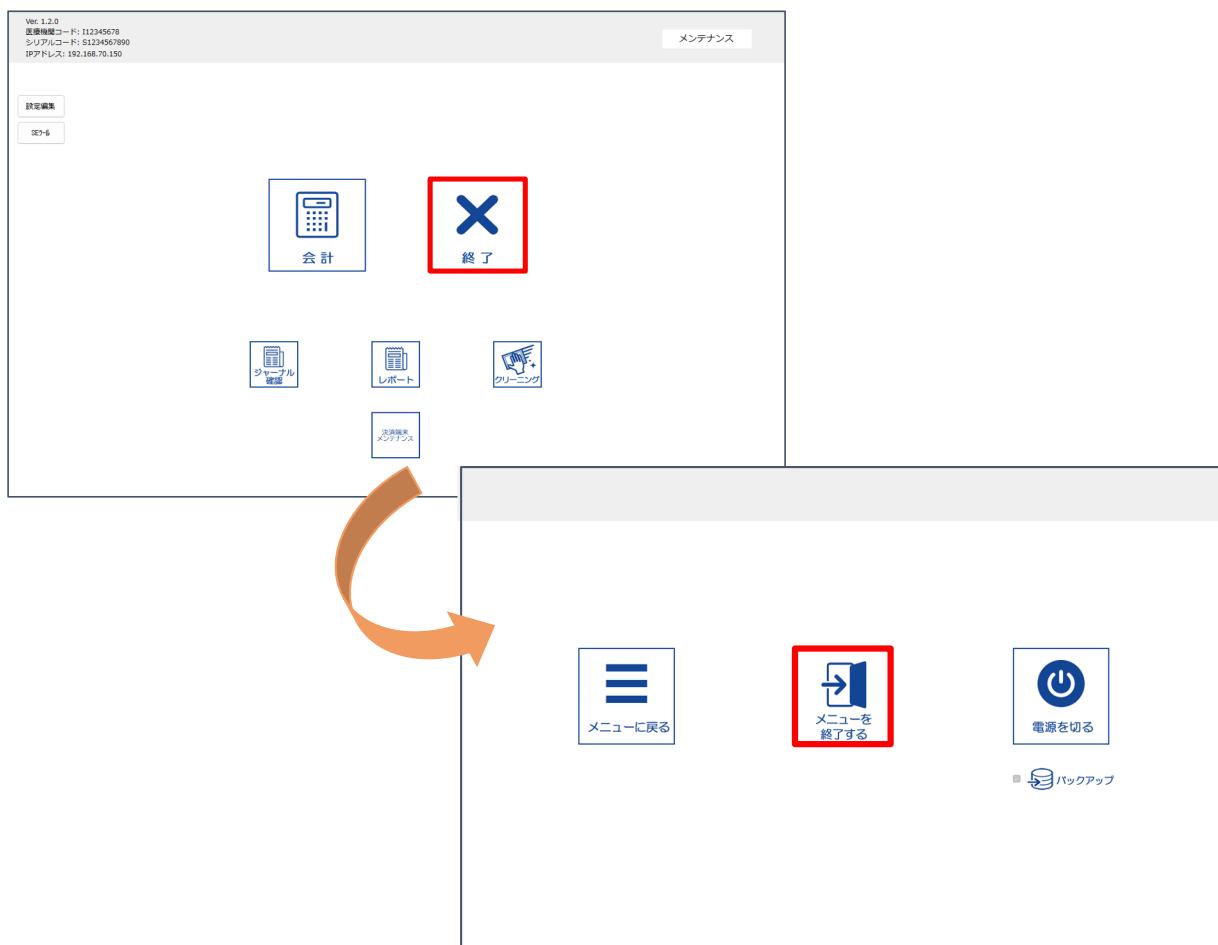 Ver. 1.2.0
医療機関コード: I12345678
シリアルコード: S1234567890
IPアドレス: 192.168.70.150
メンテナンス
設定編集
SEツール
会計
終了
ジャーナル
確認
レポート
クリーニング
決済端末
メンテナンス
メニューに戻る
メニューを
終了する
電源を切る
バックアップ